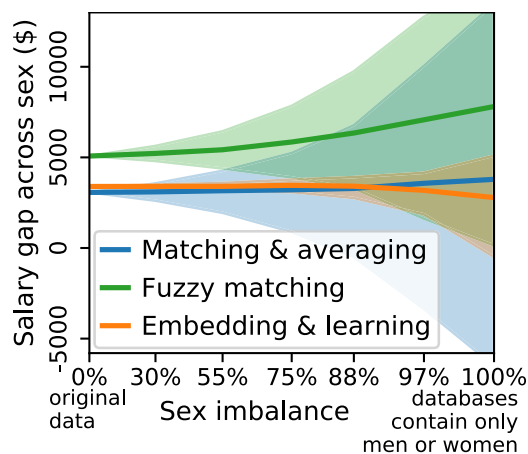 Salary gap across sex ($)
10000
5000
0
-5000
Matching & averaging
Fuzzy matching
Embedding & learning
0% 30% 55% 75% 88% 97% 100%
original
data
Sex imbalance
databases
contain only
men or women